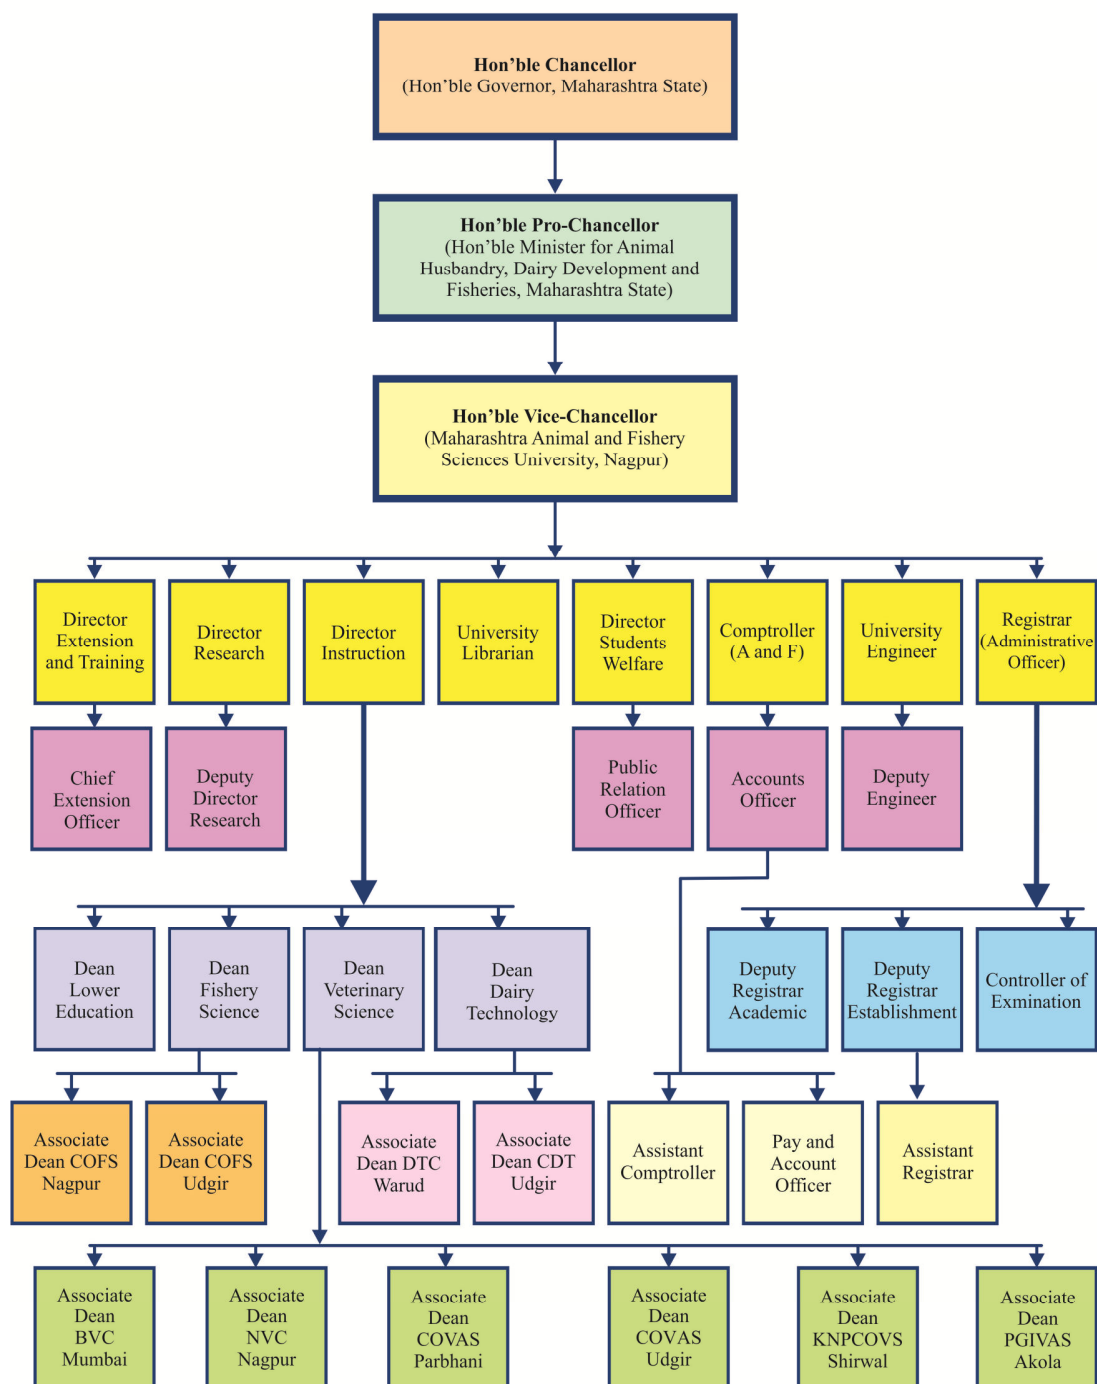 Hon'ble Chancellor
(Hon'ble Governor, Maharashtra State)
Hon'ble Pro-Chancellor
(Hon'ble Minister for Animal
Husbandry, Dairy Development and
Fisheries, Maharashtra State)
Hon'ble Vice-Chancellor
(Maharashtra Animal and Fishery
Sciences University, Nagpur)
Director
Extension
and Training
Director
Research
Director
Instruction
University
Librarian
Director
Students
Welfare
Comptroller
(A and F)
University
Engineer
Registrar
(Administrative
Officer)
Chief
Extension
Officer
Deputy
Director
Research
Public
Relation
Officer
Accounts
Officer
Deputy
Engineer
Dean
Lower
Education
Dean
Fishery
Science
Dean
Veterinary
Science
Dean
Dairy
Technology
Deputy
Registrar
Academic
Deputy
Registrar
Establishment
Controller of
Exmination
Associate
Dean COFS
Nagpur
Associate
Dean COFS
Udgir
Associate
Dean DTC
Warud
Associate
Dean CDT
Udgir
Assistant
Comptroller
Pay and
Account
Officer
Assistant
Registrar
Associate
Dean
BVC
Mumbai
Associate
Dean
NVC
Nagpur
Associate
Dean
COVAS
Parbhani
Associate
Dean
COVAS
Udgir
Associate
Dean
KNPCOVS
Shirwal
Associate
Dean
PGIVAS
Akola